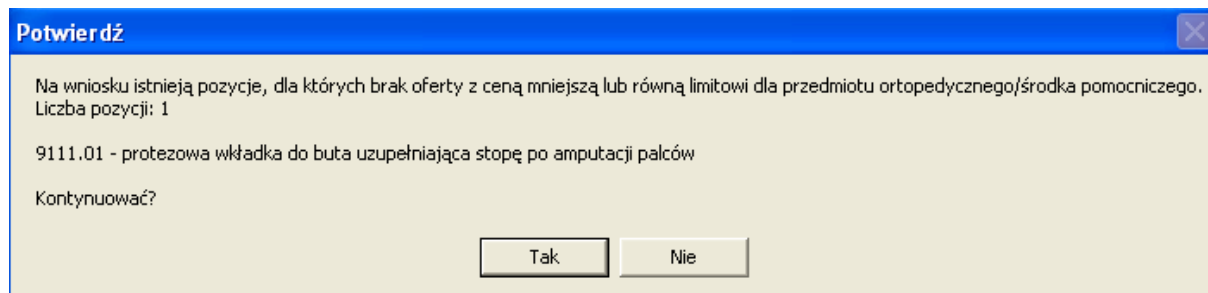 Potwierdź
Na wniosku istnieją pozycje, dla których brak oferty z ceną mniejszą lub równą limitowi dla przedmiotu ortopedycznego/środka pomocniczego.
Liczba pozycji: 1
9111.01 - protezowa wkładka do buta uzupełniająca stopę po amputacji palców
Kontynuować?
Tak
Nie